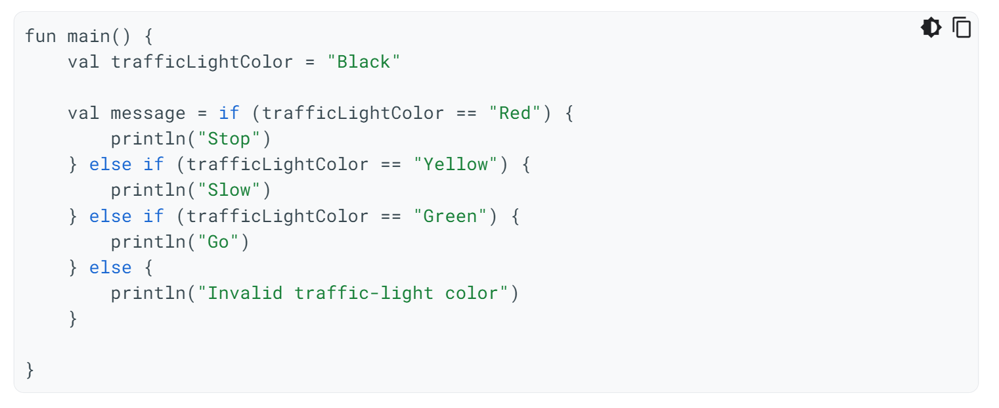 fun main() {
    val trafficLightColor = "Black"

    val message = if (trafficLightColor == "Red") {
        println("Stop")
    } else if (trafficLightColor == "Yellow") {
        println("Slow")
    } else if (trafficLightColor == "Green") {
        println("Go")
    } else {
        println("Invalid traffic-light color")
    }

}